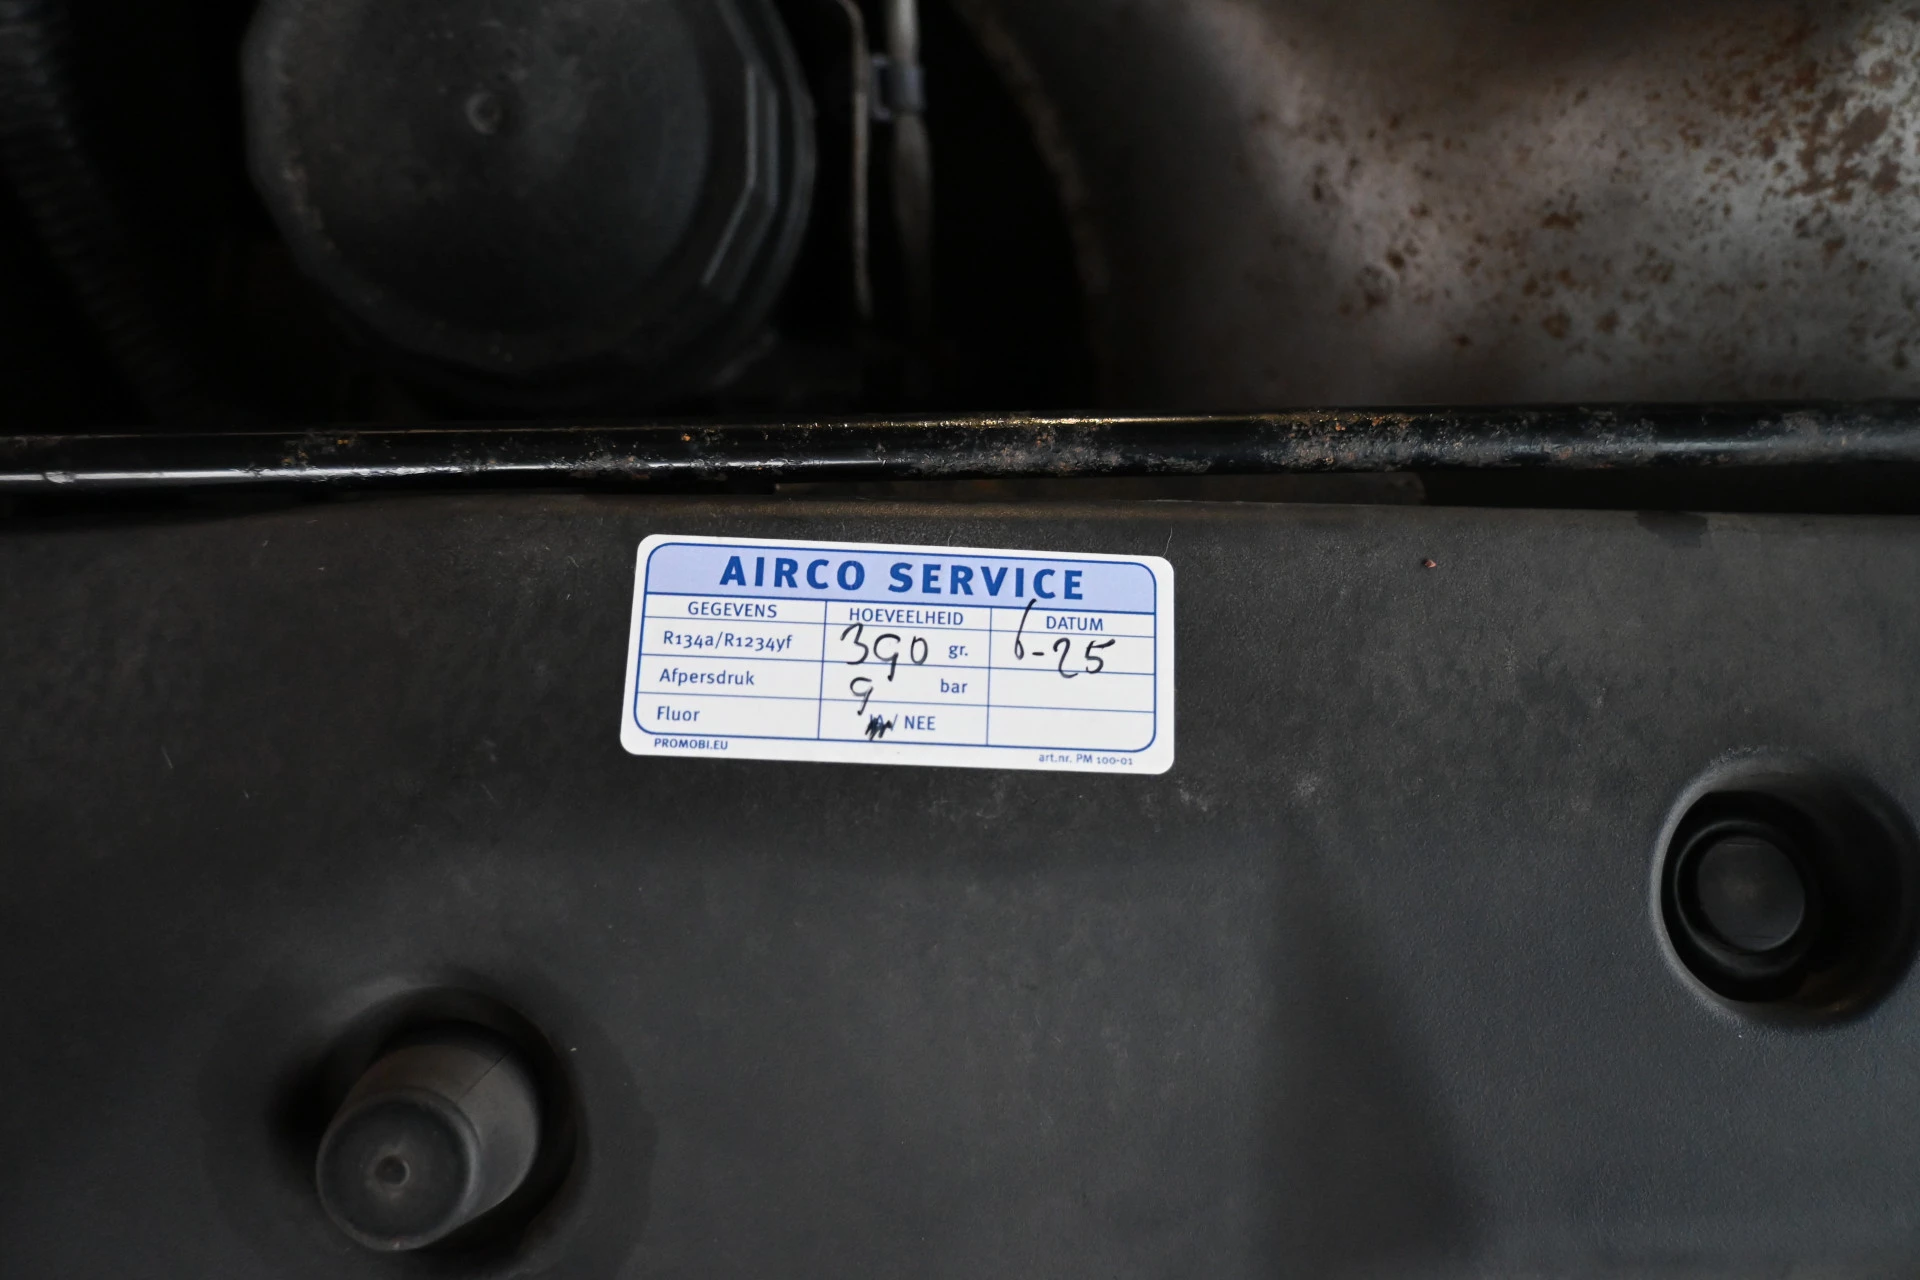 AIRCO SERVICE
GEGEVENS HOEVEELHEID DATUM
R134a/R1234yf 390 gr. 6-25
Afpersdruk 9 bar
Fluor / NEE
PROMOBI.EU art.nr. PM 100-01